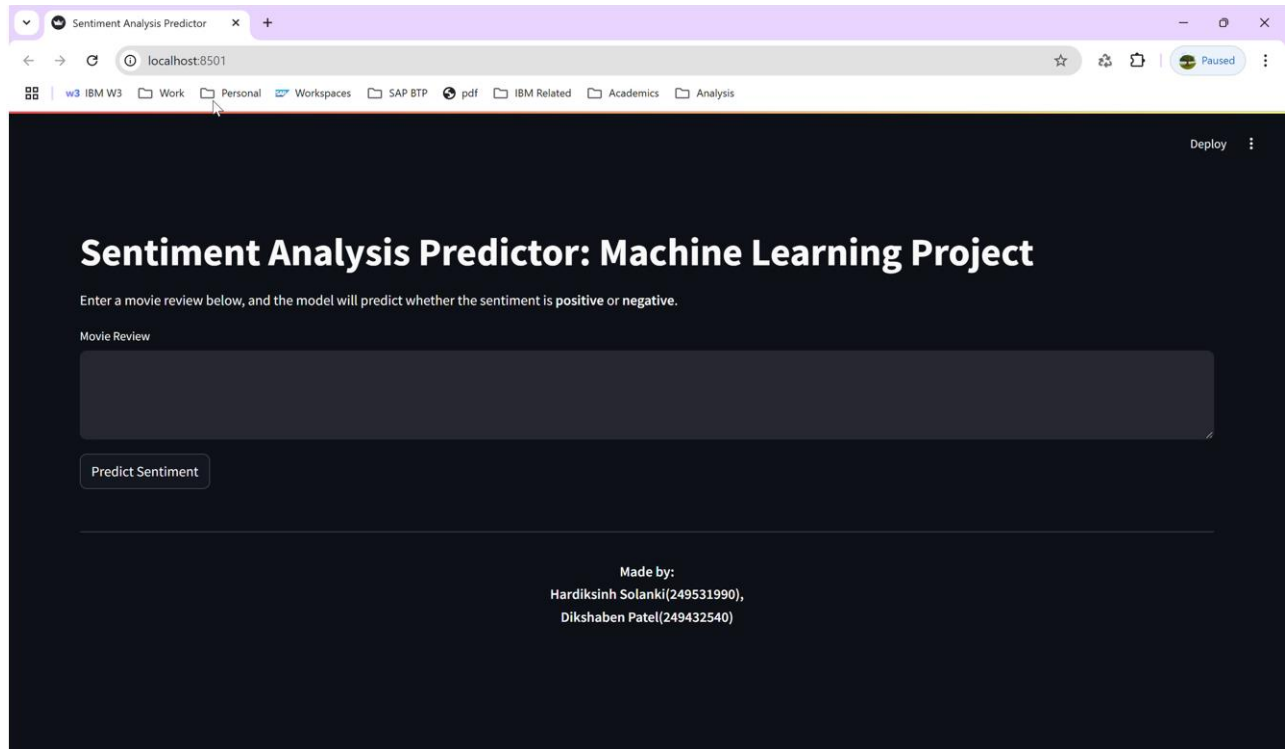 Sentiment Analysis Predictor
localhost:8501
Paused
w3 IBM W3 Work Personal SAP Workspaces SAP BTP pdf IBM Related Academics Analysis
Deploy
Sentiment Analysis Predictor: Machine Learning Project
Enter a movie review below, and the model will predict whether the sentiment is positive or negative.
Movie Review
Predict Sentiment
Made by:
Hardiksinh Solanki(249531990),
Dikshaben Patel(249432540)